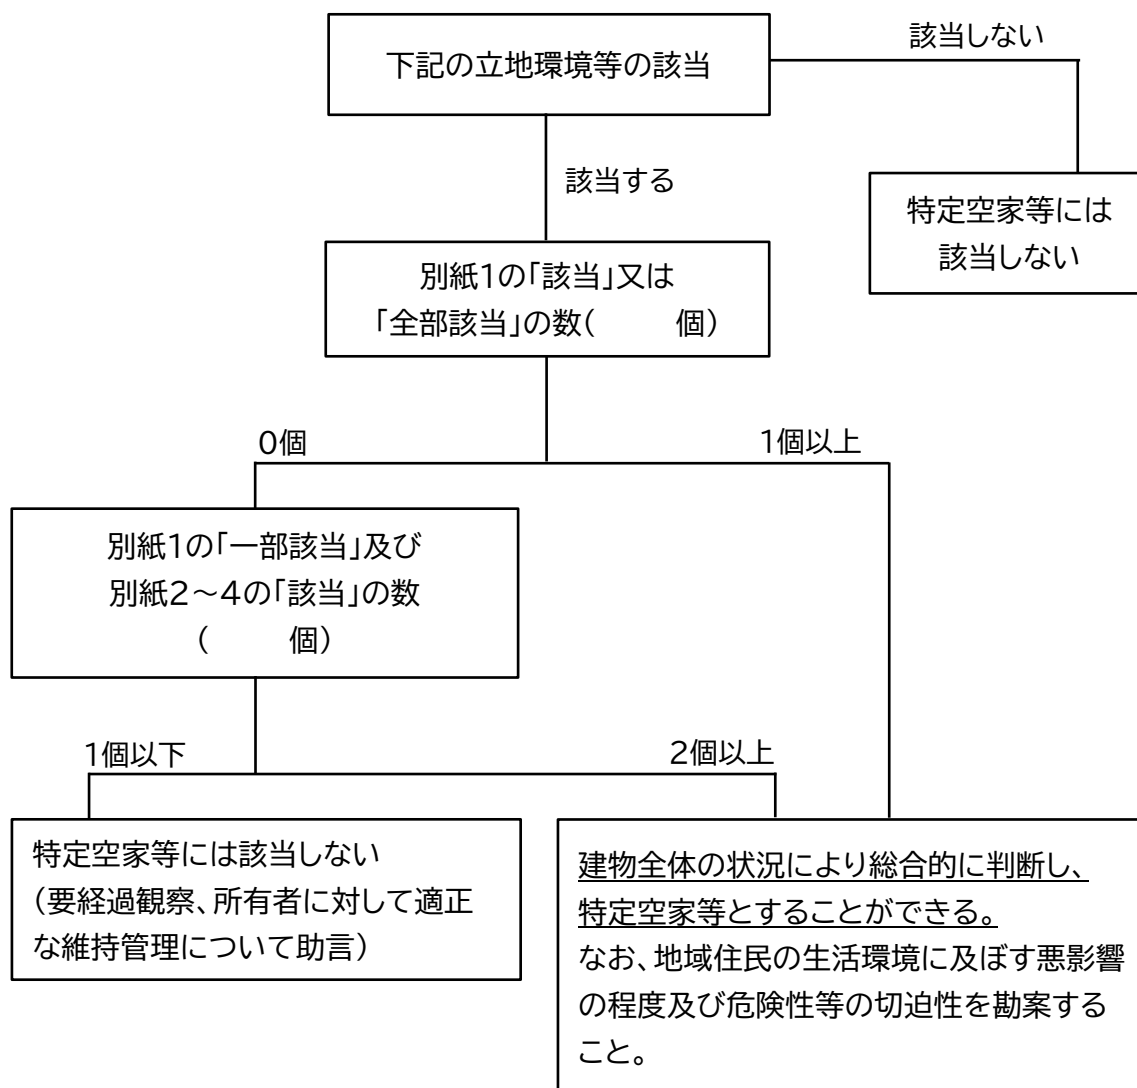 下記の立地環境等の該当
該当しない
該当する
特定空家等には
該当しない
別紙1の「該当」又は
「全部該当」の数(　　　個)
0個
1個以上
別紙1の「一部該当」及び
別紙2～4の「該当」の数
(　　　個)
1個以下
2個以上
特定空家等には該当しない
(要経過観察、所有者に対して適正
な維持管理について助言)
建物全体の状況により総合的に判断し、
特定空家等とすることができる。
なお、地域住民の生活環境に及ぼす悪影響
の程度及び危険性等の切迫性を勘案する
こと。